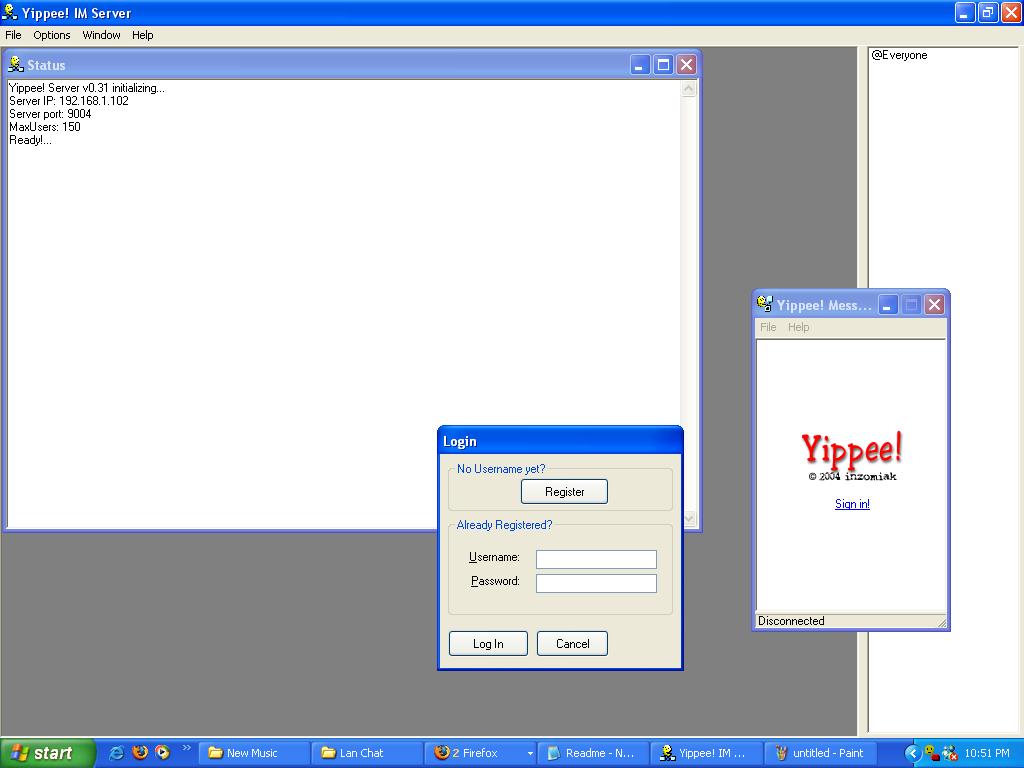 Yippee! IM Server
File Options Window Help
Status
Yippee! Server v0.31 initializing...
Server IP: 192.168.1.102
Server port: 9004
MaxUsers: 150
Ready!...
@Everyone
Yippee! Mess...
File Help
Yippee!
© 2004 inzomiak
Sign in!
Disconnected
Login
No Username yet?
Register
Already Registered?
Username:
Password:
Log In Cancel
start New Music Lan Chat 2 Firefox Readme - N... Yippee! IM ... untitled - Paint 10:51 PM